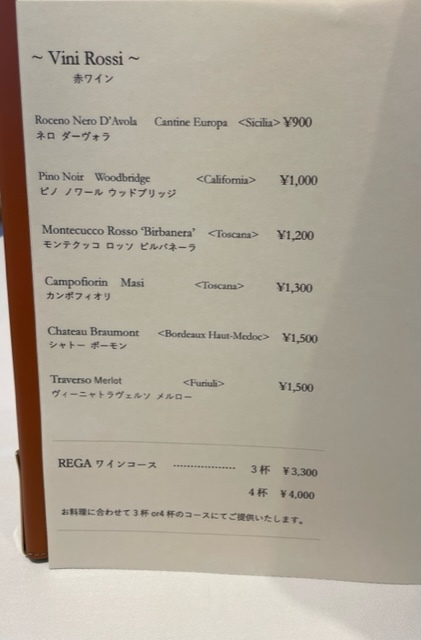 ~ Vini Rossi ~
赤ワイン
Roceno Nero D'Avola Cantine Europa <Sicilia> ¥900
ネロ ダーヴォラ
Pino Noir Woodbridge <California> ¥1,000
ピノ ノワール ウッドブリッジ
Montecucco Rosso 'Birbanera' <Toscana> ¥1,200
モンテクッコ ロッソ ビルバネーラ
Campofiorin Masi <Toscana> ¥1,300
カンポフィオリ
Chateau Braumont <Bordeaux Haut-Medoc> ¥1,500
シャトー ボーモン
Traverso Merlot <Furiuli> ¥1,500
ヴィーニャトラヴェルソ メルロー
REGA ワインコース ------------------ 3 杯 ¥3,300
4 杯 ¥4,000
お料理に合わせて 3 杯 or4 杯のコースにてご提供いたします。